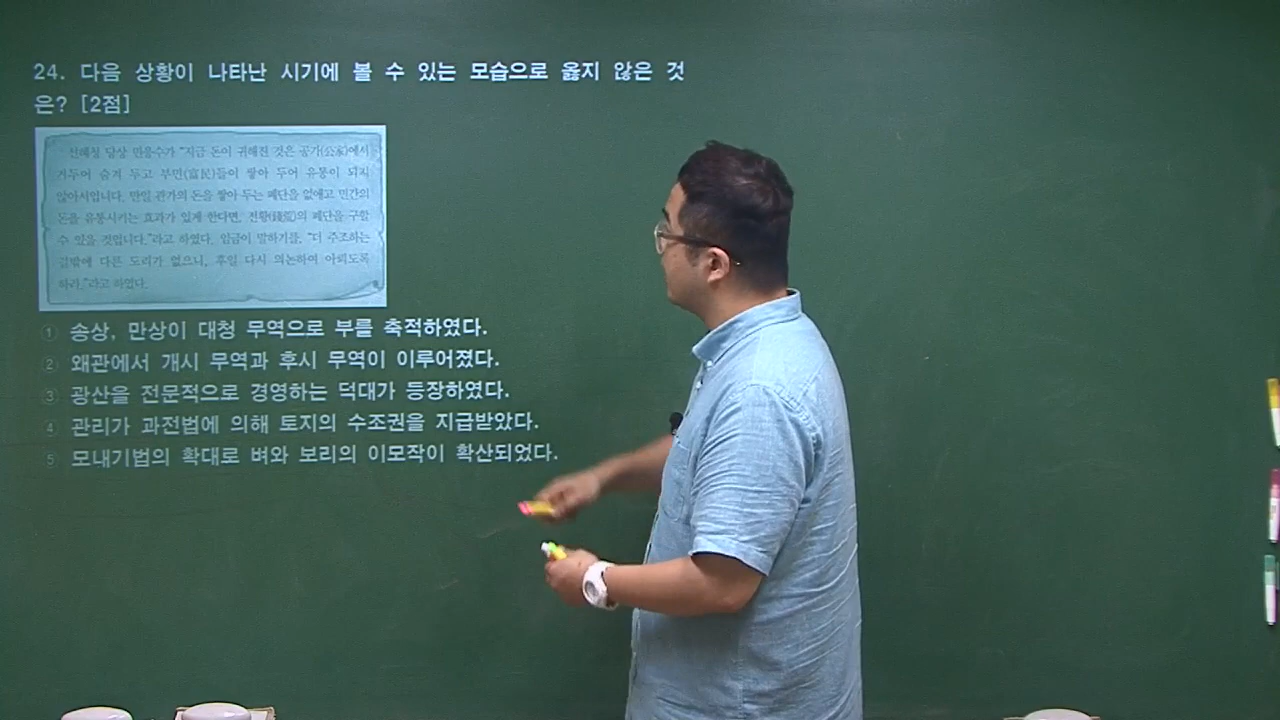 24. 다음 상황이 나타난 시기에 볼 수 있는 모습으로 옳지 않은 것
은? [2점]
선혜청 당상 민응수가 "지금 돈이 귀해진 것은 공가(公家)에서
거두어 숨겨 두고 부민(富民)들이 쌓아 두어 유통이 되지
않아서입니다. 만일 관가의 돈을 쌓아 두는 폐단을 없애고 민간의
돈을 유통시키는 효과가 있게 한다면, 전황(錢荒)의 폐단을 구할
수 있을 것입니다."라고 하였다. 임금이 말하기를, "더 주조하는
길밖에 다른 도리가 없으니, 후일 다시 의논하여 아뢰도록
하라."라고 하였다.
① 송상, 만상이 대청 무역으로 부를 축적하였다.
② 왜관에서 개시 무역과 후시 무역이 이루어졌다.
③ 광산을 전문적으로 경영하는 덕대가 등장하였다.
④ 관리가 과전법에 의해 토지의 수조권을 지급받았다.
⑤ 모내기법의 확대로 벼와 보리의 이모작이 확산되었다.